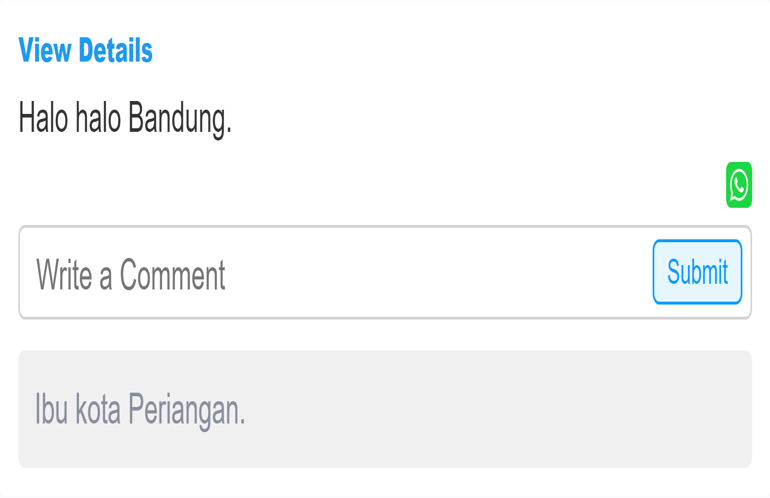 View Details
Halo halo Bandung.
Write a Comment
Submit
Ibu kota Periangan.